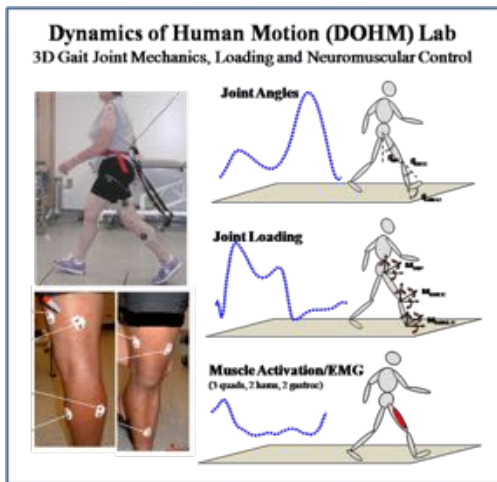 Dynamics of Human Motion (DOHM) Lab
3D Gait Joint Mechanics, Loading and Neuromuscular Control
Joint Angles
Joint Loading
Muscle Activation/EMG
(3 quads, 2 hams, 2 gastroc)